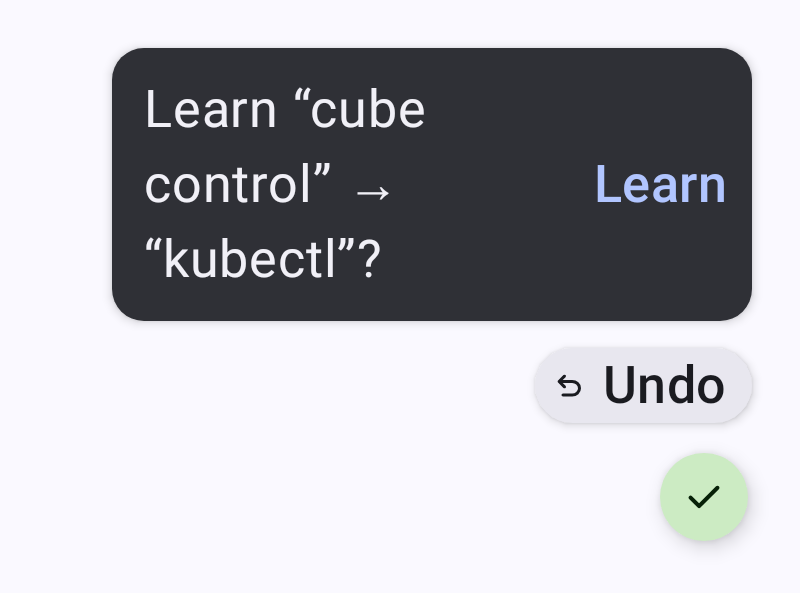 Learn “cube
control” →
“kubectl”?
Learn
Undo